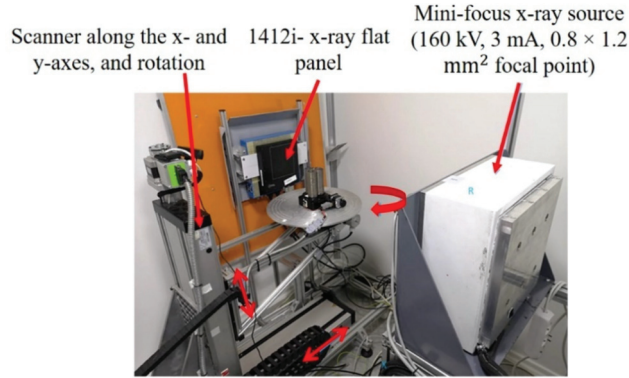 Scanner along the x- and
y-axes, and rotation
1412i- x-ray flat
panel
Mini-focus x-ray source
(160 kV, 3 mA, 0.8 × 1.2
mm² focal point)
R